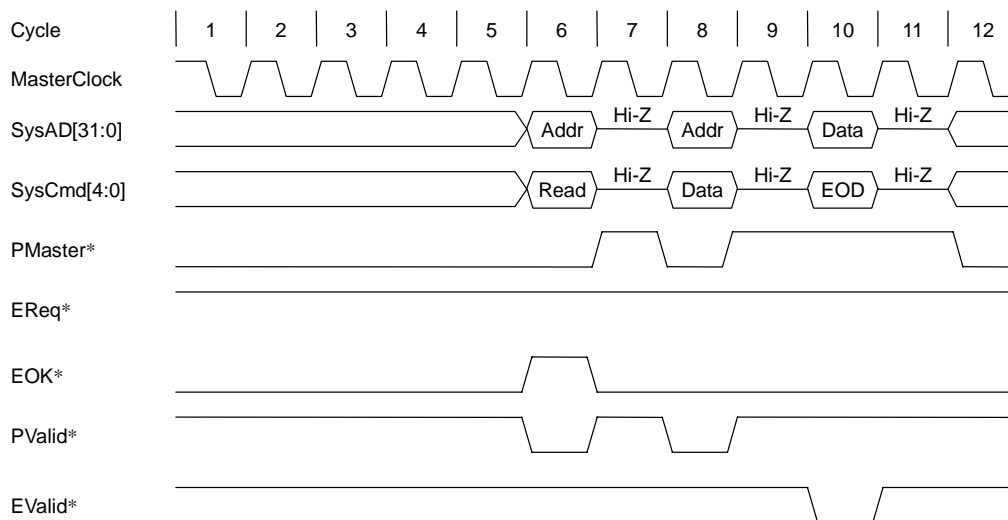 Cycle 1 2 3 4 5 6 7 8 9 10 11 12
MasterClock
SysAD[31:0] Addr Hi-Z Addr Hi-Z Data Hi-Z
SysCmd[4:0] Read Hi-Z Data Hi-Z EOD Hi-Z
PMaster*
EReq*
EOK*
PValid*
EValid*